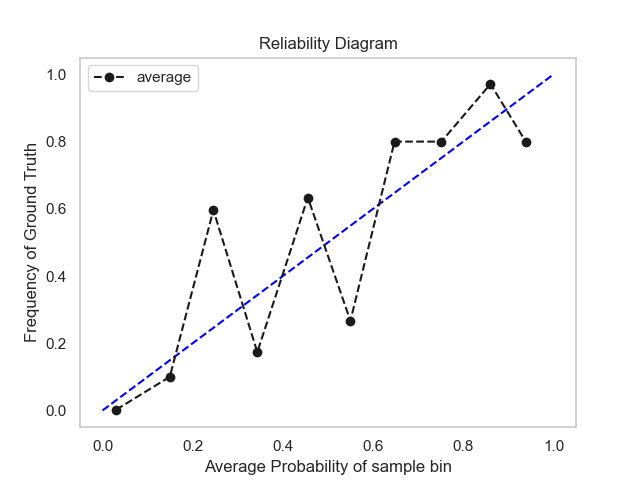 Reliability Diagram
average
1.0
0.8
0.6
0.4
0.2
0.0
Frequency of Ground Truth
0.0 0.2 0.4 0.6 0.8 1.0
Average Probability of sample bin